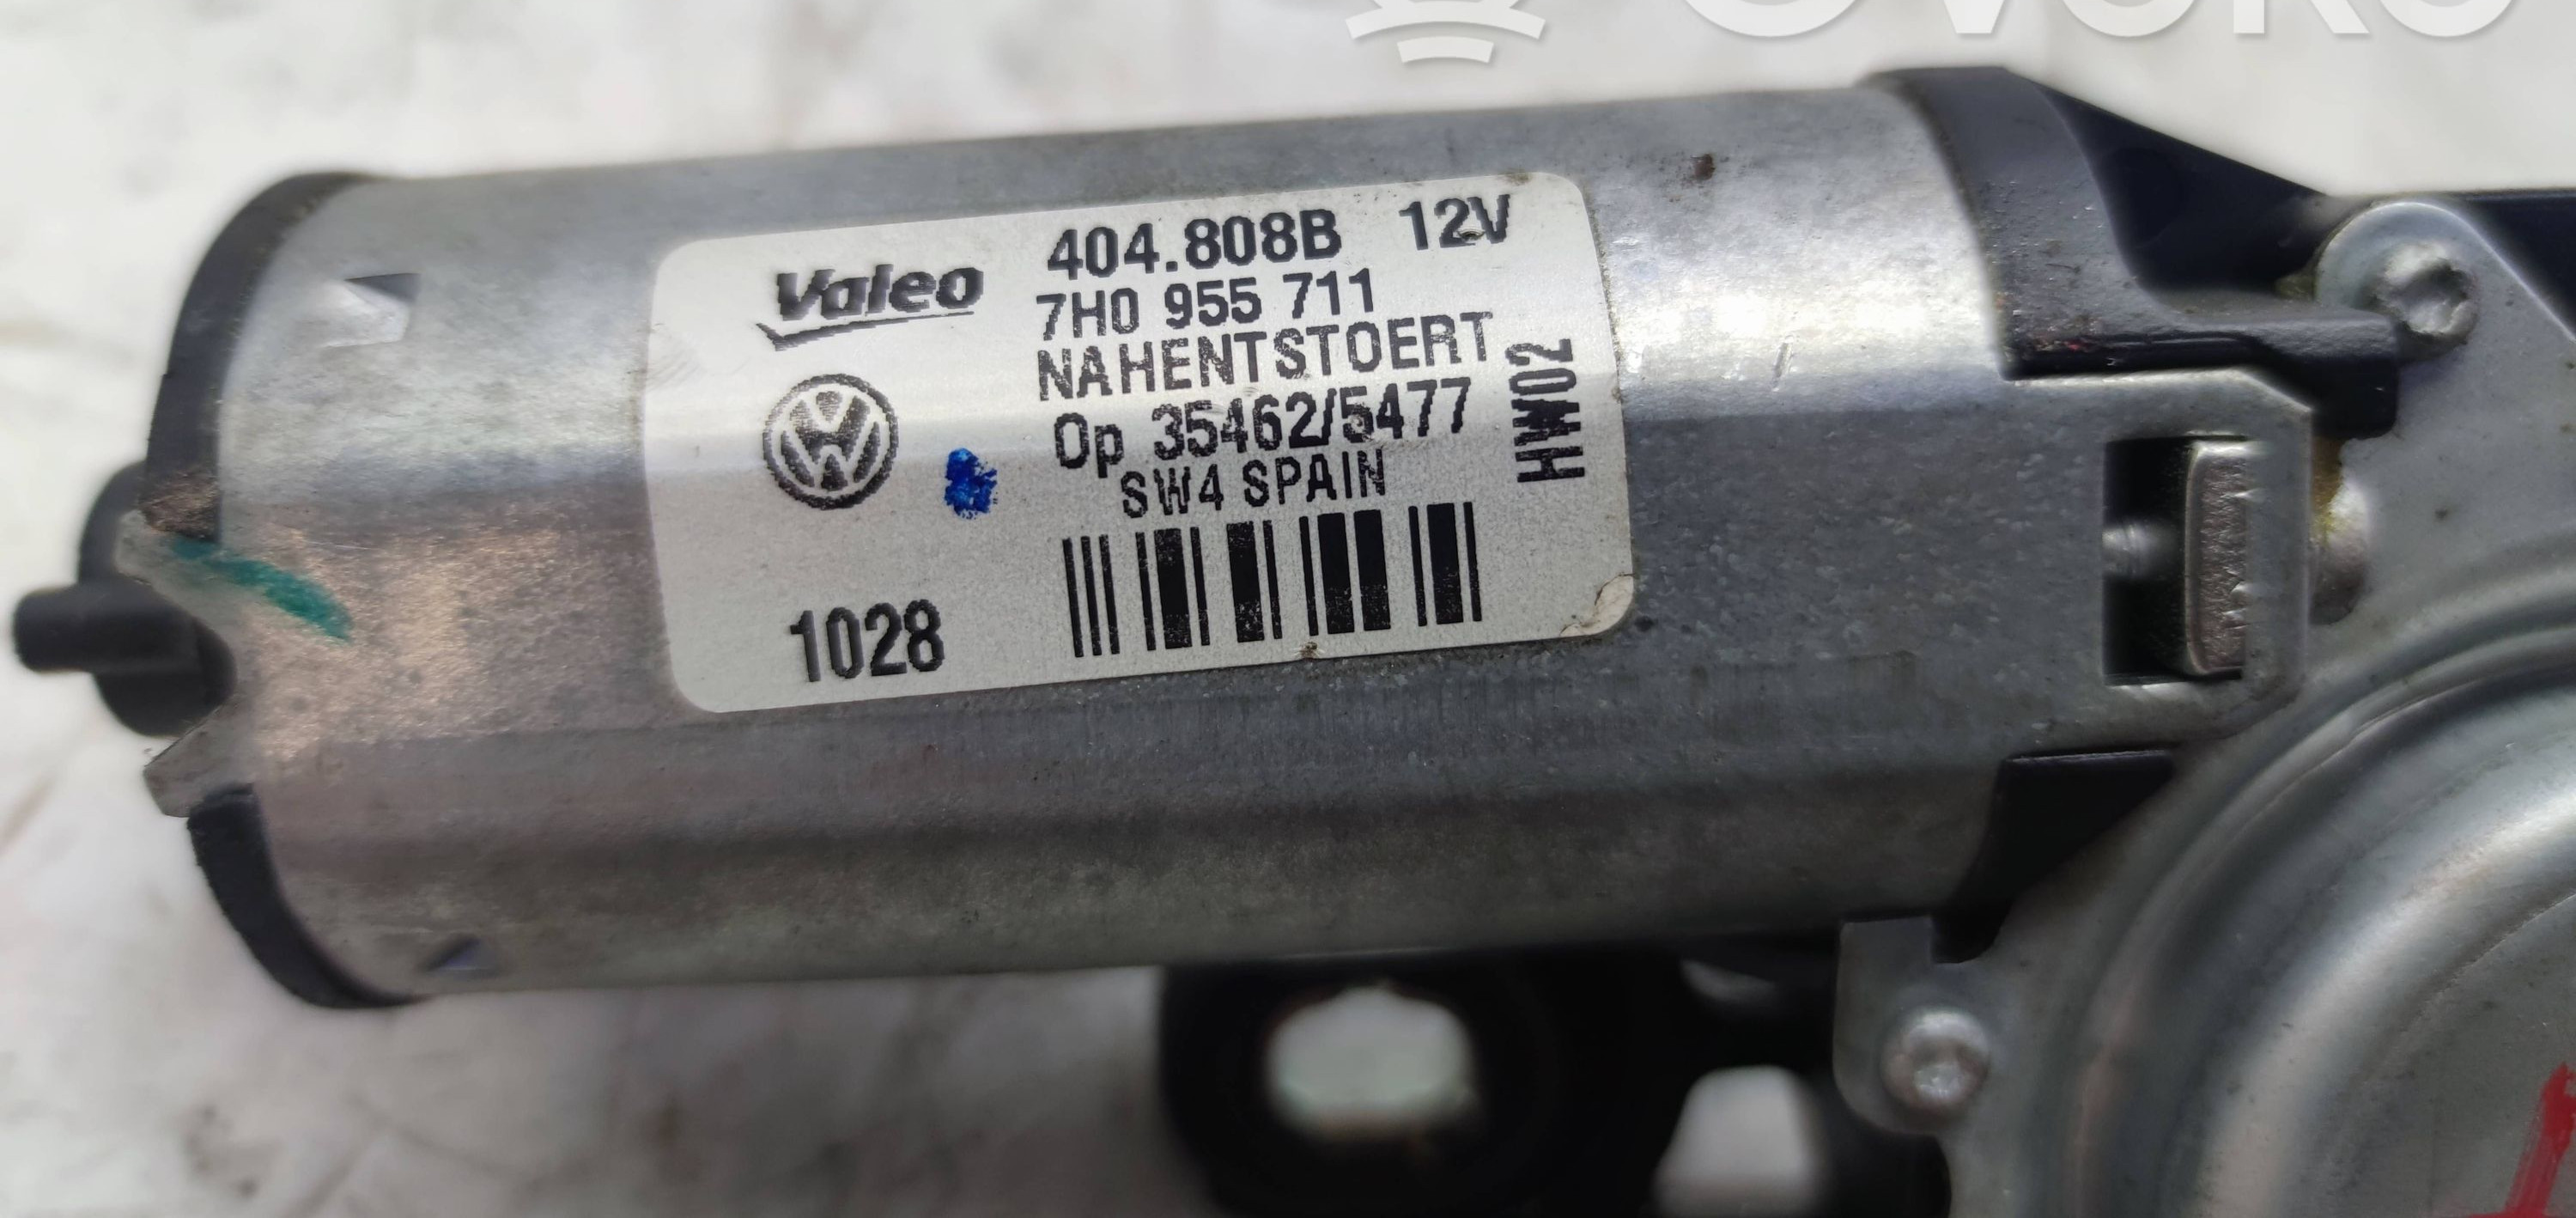 Valeo
404.808B 12V
7H0 955 711
NAHENTSTOERT
Op 35462/5477
SW4 SPAIN
HW02
1028